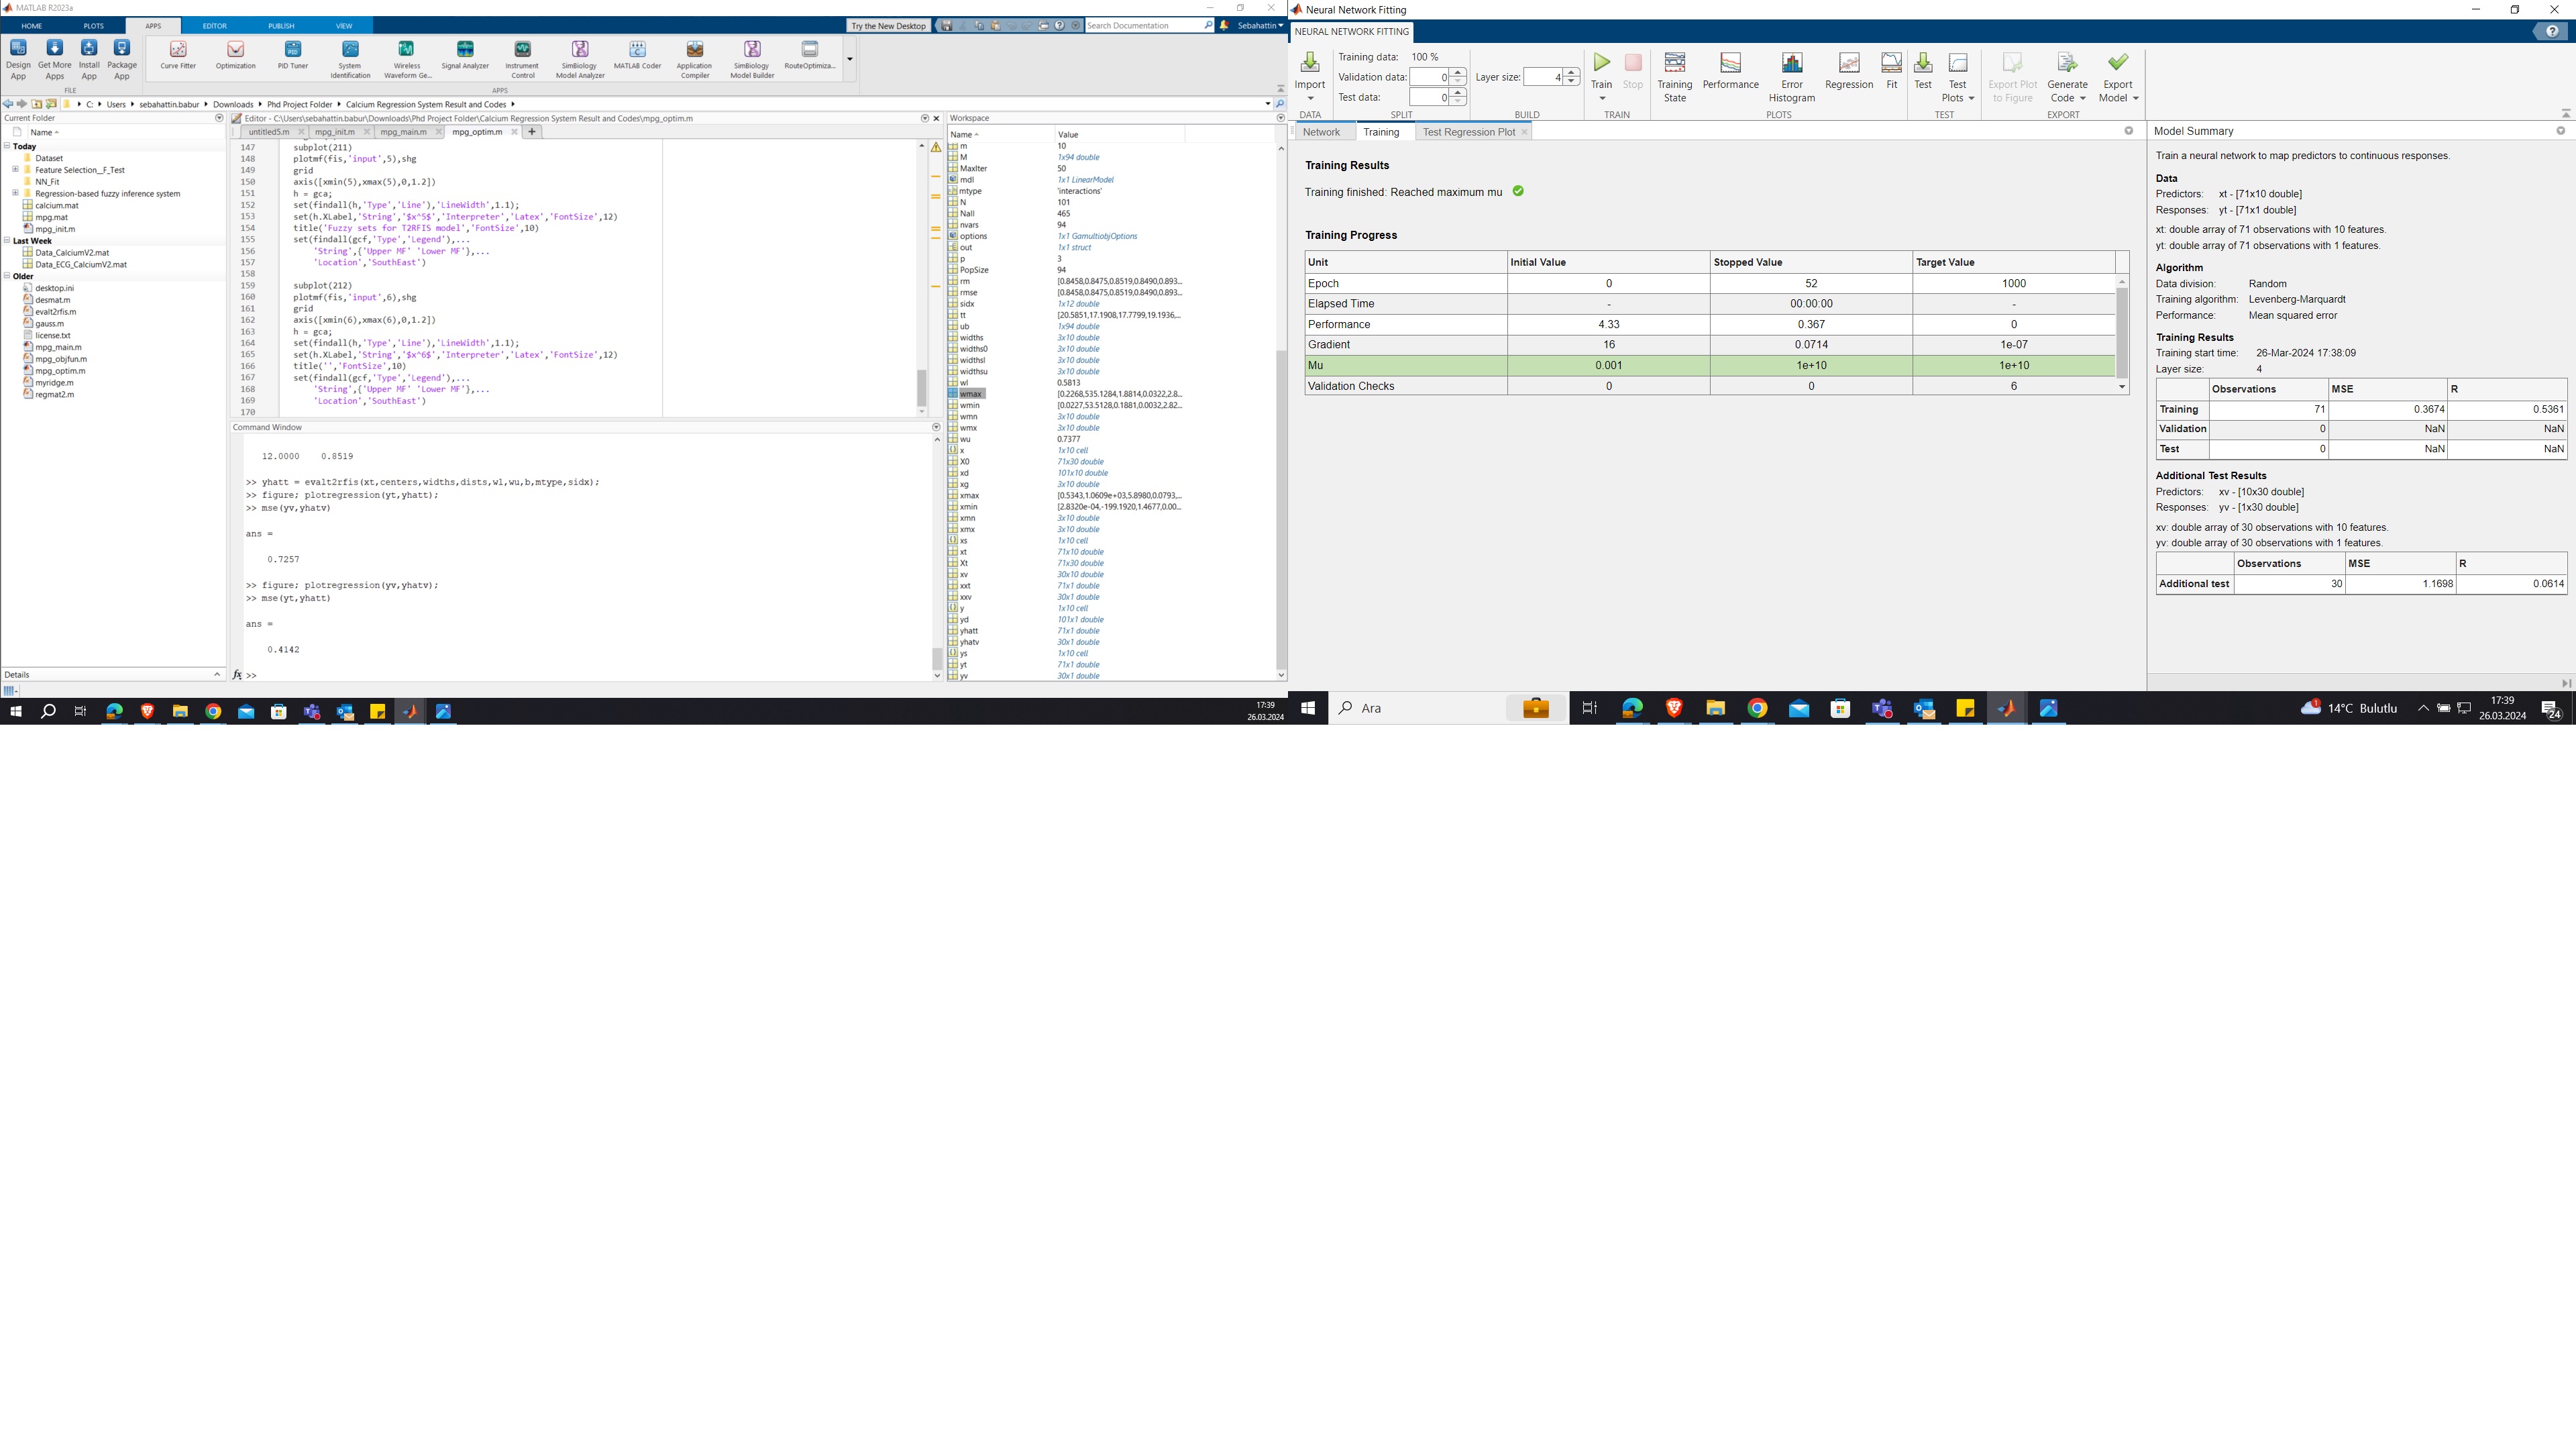 MATLAB R2023a
HOME PLOTS APPS EDITOR PUBLISH VIEW
Try the New Desktop
Search Documentation
Sebahattin
Design App
Get More Apps
Install App
Package App
Curve Fitter
Optimization
PID Tuner
System Identification
Wireless Waveform Ge...
Signal Analyzer
Instrument Control
SimBiology Model Analyzer
MATLAB Coder
Application Compiler
SimBiology Model Builder
RouteOptimiza...
FILE
APPS
C: Users sebahattin.babur Downloads Phd Project Folder Calcium Regression System Result and Codes
Current Folder
Name
Today
Dataset
Feature Selection__F_Test
NN_Fit
Regression-based fuzzy inference system
calcium.mat
mpg.mat
mpg_init.m
Last Week
Data_CalciumV2.mat
Data_ECG_CalciumV2.mat
Older
desktop.ini
desmat.m
evalt2rfis.m
gauss.m
license.txt
mpg_main.m
mpg_objfun.m
mpg_optim.m
myridge.m
regmat2.m
Details
Editor - C:\Users\sebahattin.babur\Downloads\Phd Project Folder\Calcium Regression System Result and Codes\mpg_optim.m
untitled5.m mpg_init.m mpg_main.m mpg_optim.m
147 subplot(211)
148 plotmf(fis,'input',5),shg
149 grid
150 axis([xmin(5),xmax(5),0,1.2])
151 h = gca;
152 set(findall(h,'Type','Line'),'LineWidth',1.1);
153 set(h.XLabel,'String','$x^5$','Interpreter','Latex','FontSize',12)
154 title('Fuzzy sets for T2RFIS model','FontSize',10)
155 set(findall(gcf,'Type','Legend'),...
156 'String',{'Upper MF' 'Lower MF'},...
157 'Location','SouthEast')
158
159 subplot(212)
160 plotmf(fis,'input',6),shg
161 grid
162 axis([xmin(6),xmax(6),0,1.2])
163 h = gca;
164 set(findall(h,'Type','Line'),'LineWidth',1.1);
165 set(h.XLabel,'String','$x^6$','Interpreter','Latex','FontSize',12)
166 title('','FontSize',10)
167 set(findall(gcf,'Type','Legend'),...
168 'String',{'Upper MF' 'Lower MF'},...
169 'Location','SouthEast')
170
Command Window
12.0000 0.8519
>> yhatt = evalt2rfis(xt,centers,widths,dists,wl,wu,b,mtype,sidx);
>> figure; plotregression(yt,yhatt);
>> mse(yv,yhatv)
ans =
0.7257
>> figure; plotregression(yv,yhatv);
>> mse(yt,yhatt)
ans =
0.4142
fx >>
Workspace
Name Value
m 10
M 1x94 double
MaxIter 50
mdl 1x1 LinearModel
mtype 'interactions'
N 101
Nall 465
nvars 94
options 1x1 GamultiobjOptions
out 1x1 struct
p 3
PopSize 94
rm [0.8458,0.8475,0.8519,0.8490,0.893...
rmse [0.8458,0.8475,0.8519,0.8490,0.893...
sidx 1x12 double
tt [20.5851,17.1908,17.7799,19.1936,...
ub 1x94 double
widths 3x10 double
widths0 3x10 double
widthsl 3x10 double
widthsu 3x10 double
wl 0.5813
wmax [0.2268,535.1284,1.8814,0.0322,2.8...
wmin [0.0227,53.5128,0.1881,0.0032,2.82...
wmn 3x10 double
wmx 3x10 double
wu 0.7377
x 1x10 cell
X0 71x30 double
xd 101x10 double
xg 3x10 double
xmax [0.5343,1.0609e+03,5.8980,0.0793,...
xmin [2.8320e-04,-199.1920,1.4677,0.00...
xmn 3x10 double
xmx 3x10 double
xs 1x10 cell
xt 71x10 double
Xt 71x30 double
xv 30x10 double
xxt 71x1 double
xxv 30x1 double
y 1x10 cell
yd 101x1 double
yhatt 71x1 double
yhatv 30x1 double
ys 1x10 cell
yt 71x1 double
yv 30x1 double
17:39
26.03.2024
Neural Network Fitting
NEURAL NETWORK FITTING
Import
Training data: 100 %
Validation data: 0
Test data: 0
Layer size: 4
Train
Stop
Training State
Performance
Error Histogram
Regression
Fit
Test
Test Plots
Export Plot to Figure
Generate Code
Export Model
DATA SPLIT BUILD TRAIN PLOTS TEST EXPORT
Network Training Test Regression Plot
Training Results
Training finished: Reached maximum mu
Training Progress
Unit Initial Value Stopped Value Target Value
Epoch 0 52 1000
Elapsed Time - 00:00:00 -
Performance 4.33 0.367 0
Gradient 16 0.0714 1e-07
Mu 0.001 1e+10 1e+10
Validation Checks 0 0 6
Model Summary
Train a neural network to map predictors to continuous responses.
Data
Predictors: xt - [71x10 double]
Responses: yt - [71x1 double]
xt: double array of 71 observations with 10 features.
yt: double array of 71 observations with 1 features.
Algorithm
Data division: Random
Training algorithm: Levenberg-Marquardt
Performance: Mean squared error
Training Results
Training start time: 26-Mar-2024 17:38:09
Layer size: 4
Observations MSE R
Training 71 0.3674 0.5361
Validation 0 NaN NaN
Test 0 NaN NaN
Additional Test Results
Predictors: xv - [10x30 double]
Responses: yv - [1x30 double]
xv: double array of 30 observations with 10 features.
yv: double array of 30 observations with 1 features.
Observations MSE R
Additional test 30 1.1698 0.0614
Ara
14°C Bulutlu
17:39
26.03.2024
24